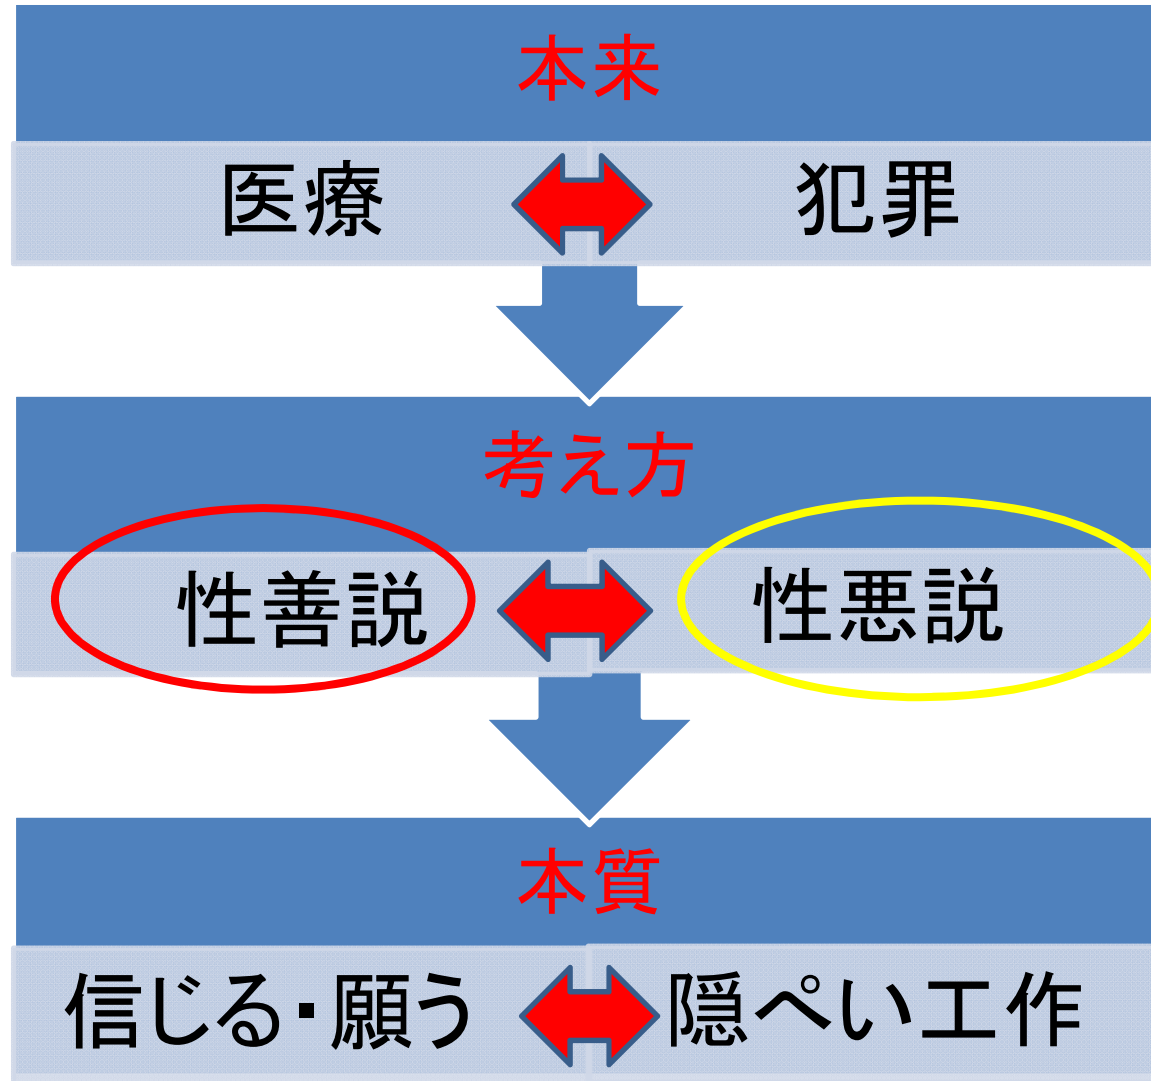 本来
医療 犯罪
考え方
性善説 性悪説
本質
信じる・願う 隠ぺい工作